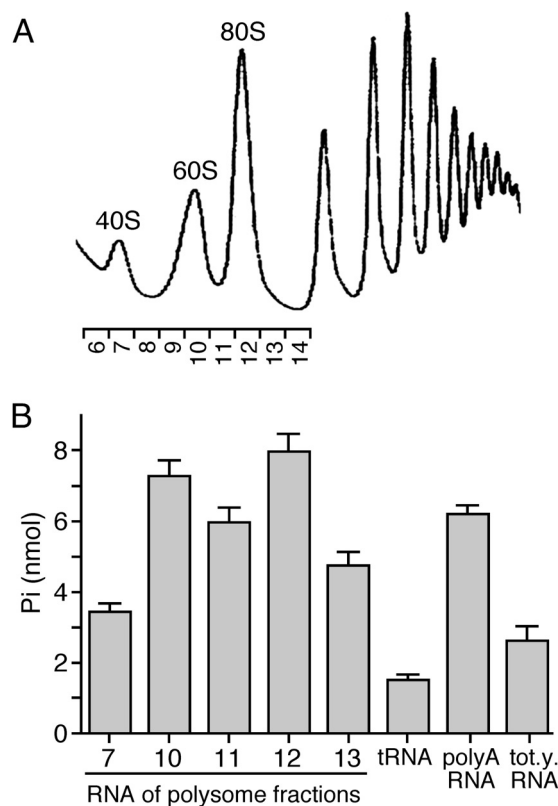 A
80S
60S
40S
6 7 8 9 10 11 12 13 14
B
8
6
4
2
0
Pi (nmol)
7 10 11 12 13 tRNA polyA tot.y.
RNA RNA
RNA of polysome fractions